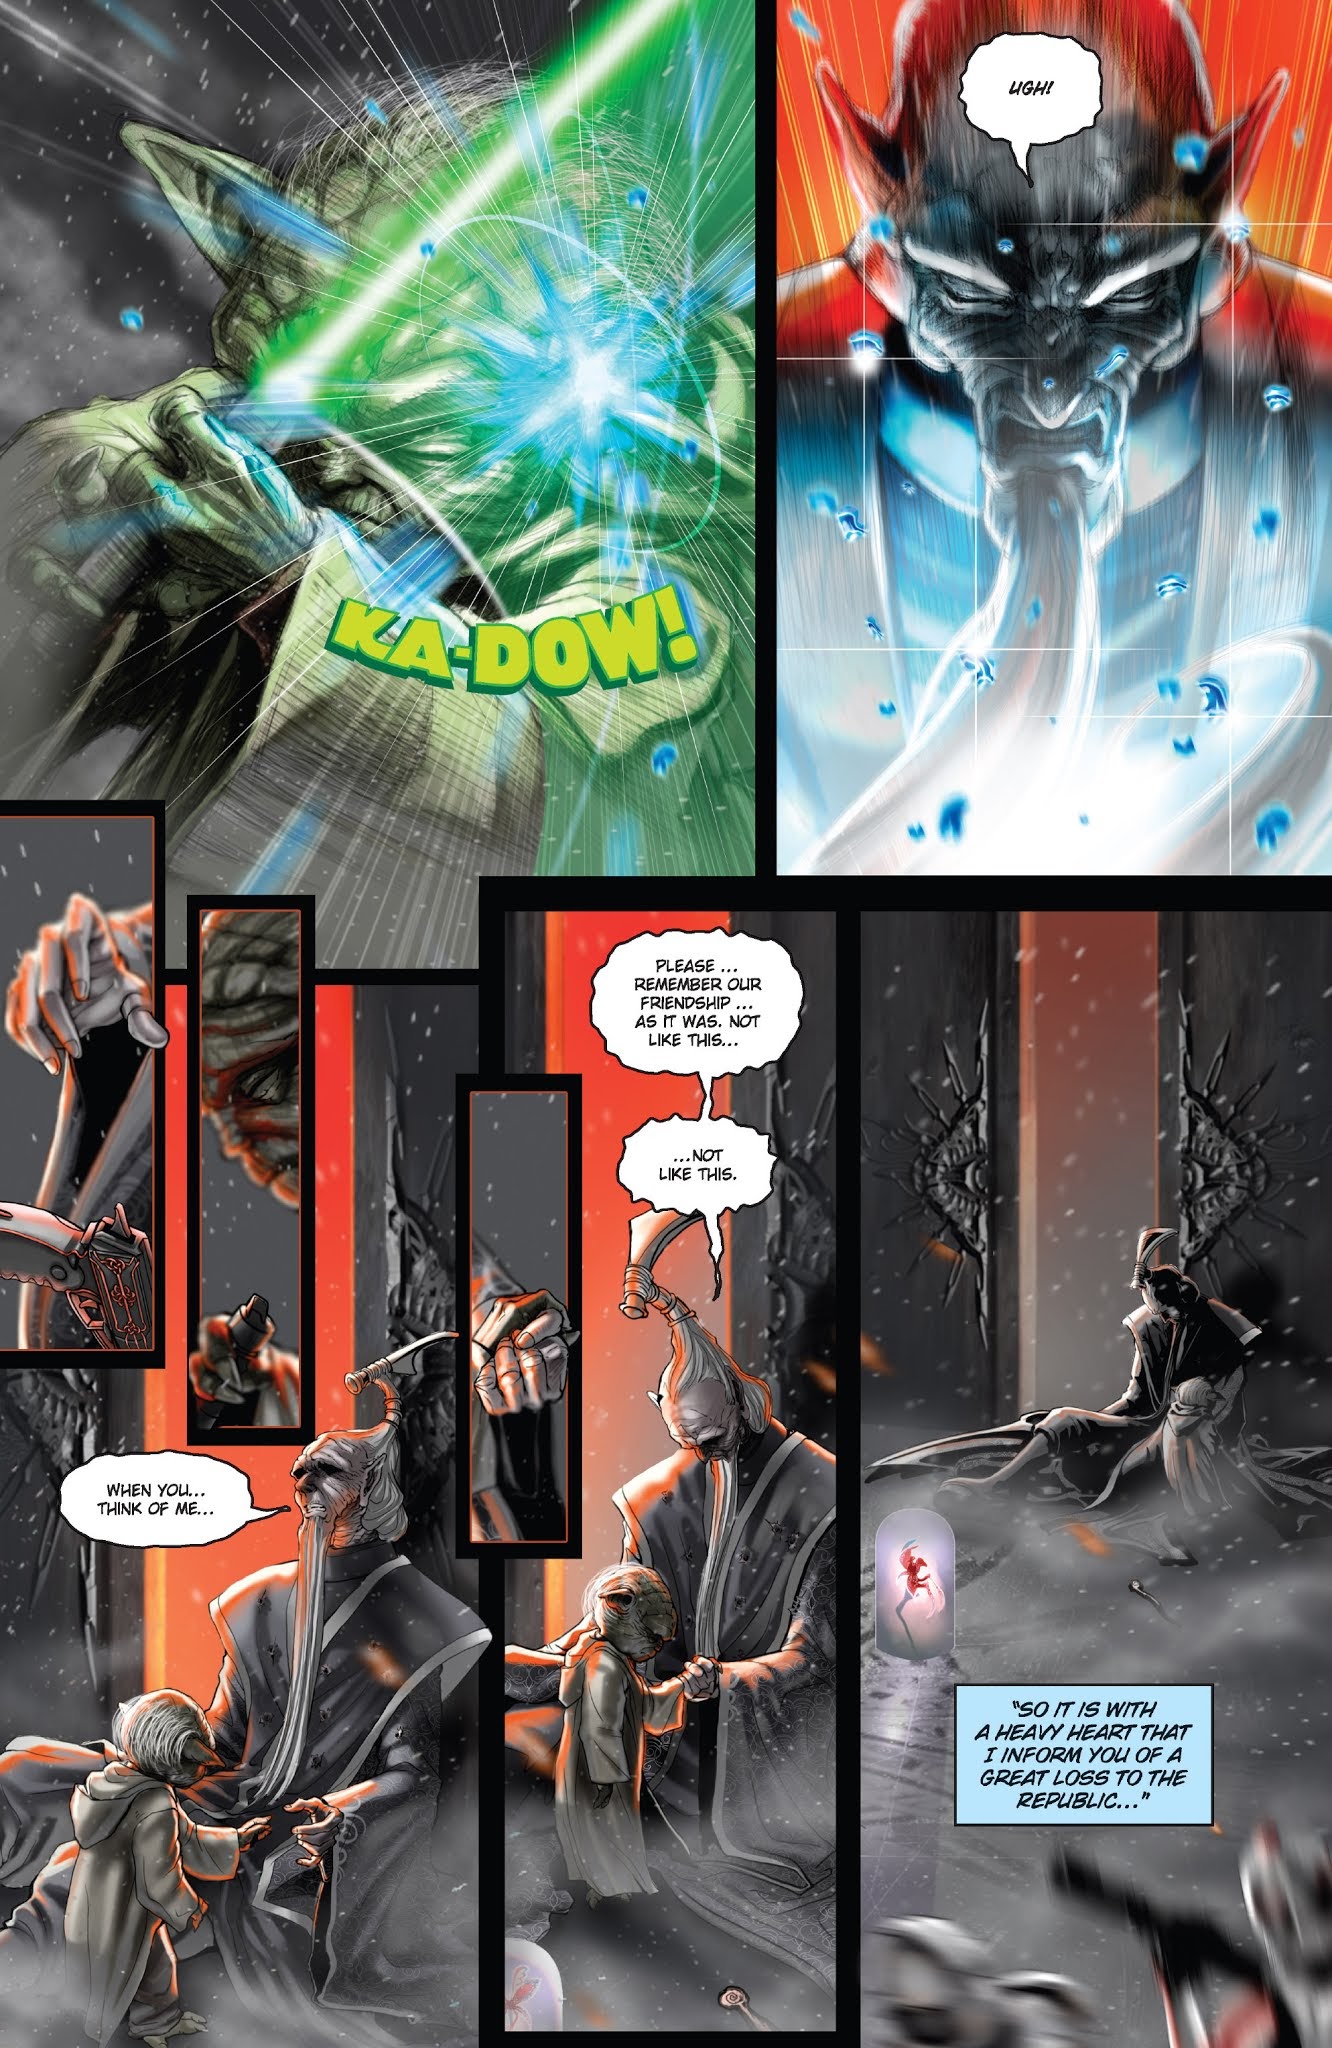 UGH!
KA-DOW!
WHEN YOU...
THINK OF ME...
PLEASE ...
REMEMBER OUR
FRIENDSHIP ...
AS IT WAS. NOT
LIKE THIS...
...NOT
LIKE THIS.
"SO IT IS WITH
A HEAVY HEART THAT
I INFORM YOU OF A
GREAT LOSS TO THE
REPUBLIC..."